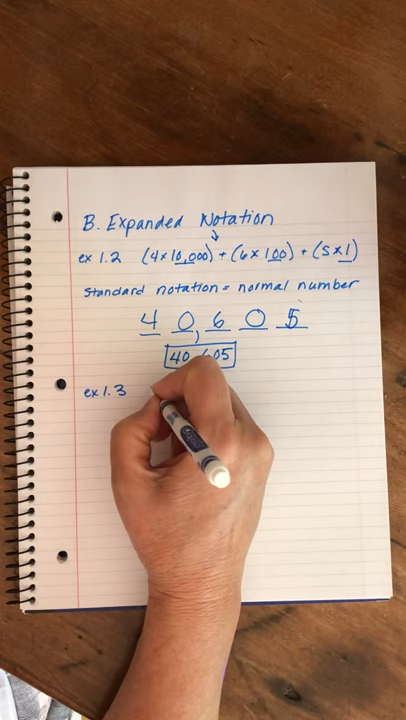 B. Expanded Notation
ex 1.2 (4 x 10,000) + (6 x 100) + (5 x 1)
standard notation = normal number
4 0, 6 0 5
40,605
ex 1.3